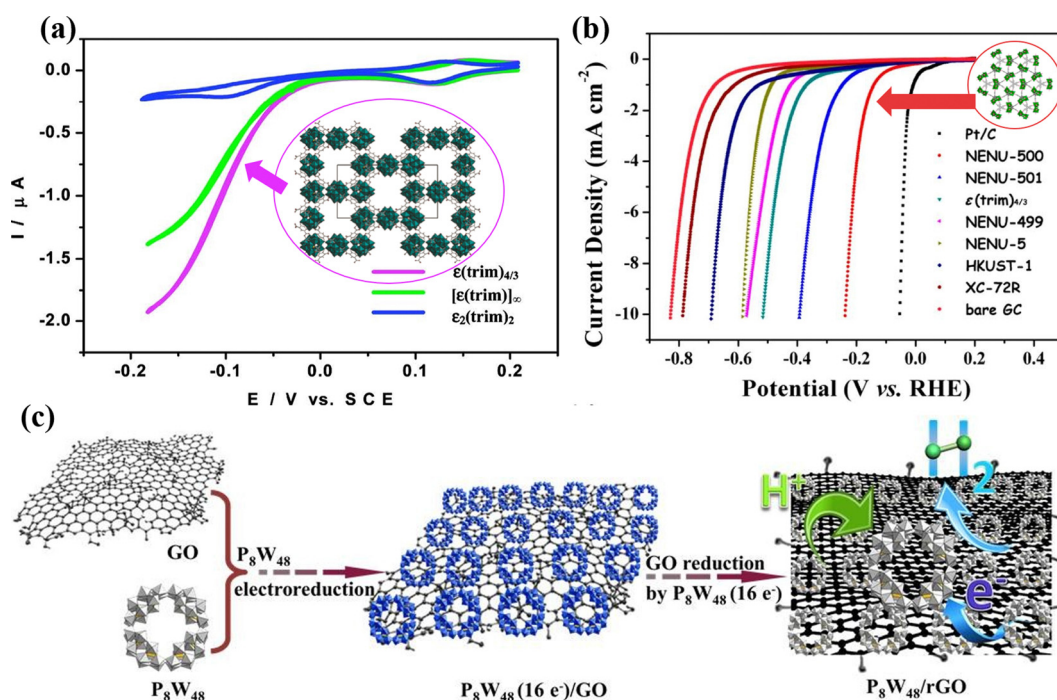 (a)
0.0
-0.5
-1.0
-1.5
-2.0
I / μA
-0.2
-0.1
0.0
0.1
0.2
E / V vs. SCE
ε(trim)4/3
[ε(trim)]∞
ε2(trim)2
(b)
0
-2
-4
-6
-8
-10
Current Density (mA cm-2)
-0.8
-0.6
-0.4
-0.2
0.0
0.2
0.4
Potential (V vs. RHE)
Pt/C
NENU-500
NENU-501
ε(trim)4/3
NENU-499
NENU-5
HKUST-1
XC-72R
bare GC
(c)
GO
P8W48
P8W48
electroreduction
P8W48 (16 e-)/GO
GO reduction
by P8W48 (16 e-)
H+
2
e-
P8W48/rGO